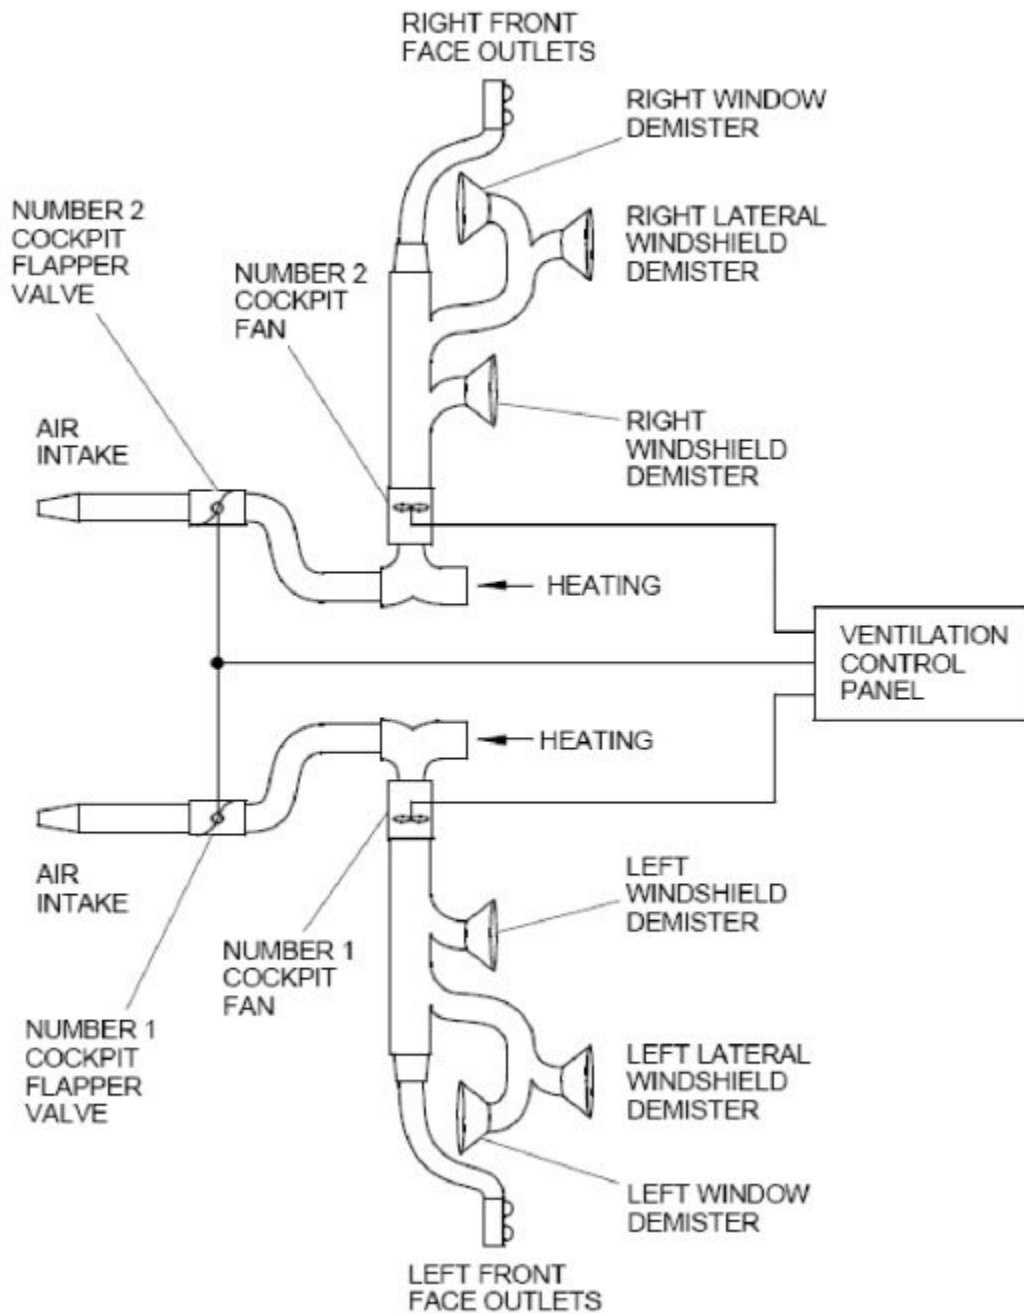 RIGHT FRONT
FACE OUTLETS
RIGHT WINDOW
DEMISTER
NUMBER 2
COCKPIT
FLAPPER
VALVE
RIGHT LATERAL
WINDSHIELD
DEMISTER
NUMBER 2
COCKPIT
FAN
AIR
INTAKE
RIGHT
WINDSHIELD
DEMISTER
HEATING
VENTILATION
CONTROL
PANEL
HEATING
AIR
INTAKE
LEFT
WINDSHIELD
DEMISTER
NUMBER 1
COCKPIT
FAN
NUMBER 1
COCKPIT
FLAPPER
VALVE
LEFT LATERAL
WINDSHIELD
DEMISTER
LEFT WINDOW
DEMISTER
LEFT FRONT
FACE OUTLETS